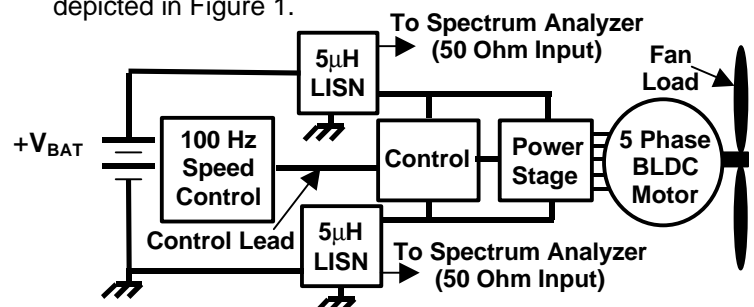 depicted in Figure 1.
To Spectrum Analyzer
(50 Ohm Input)
5μH
LISN
Fan
Load
+VBAT
100 Hz
Speed
Control
Control
Power
Stage
5 Phase
BLDC
Motor
Control Lead
5μH
LISN
To Spectrum Analyzer
(50 Ohm Input)